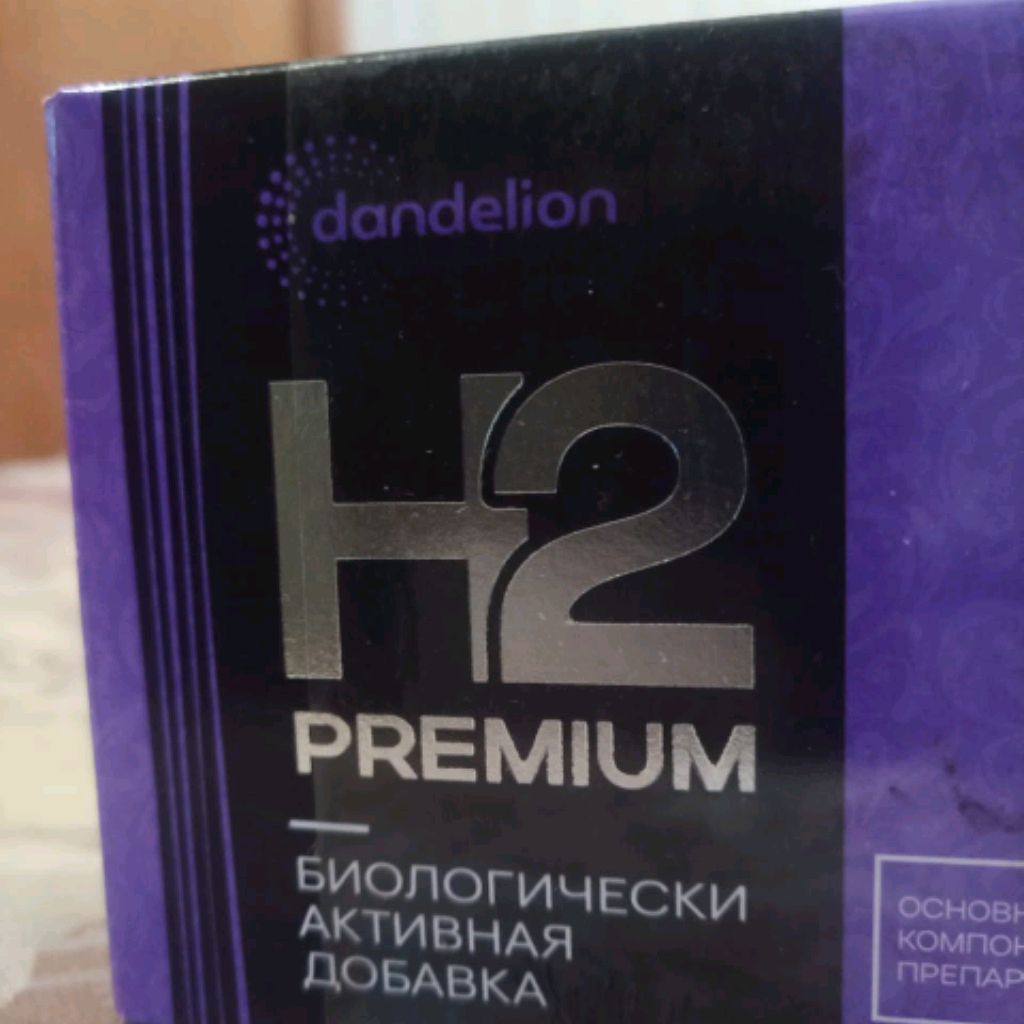 dandelion
H2
PREMIUM
БИОЛОГИЧЕСКИ
АКТИВНАЯ
ДОБАВКА